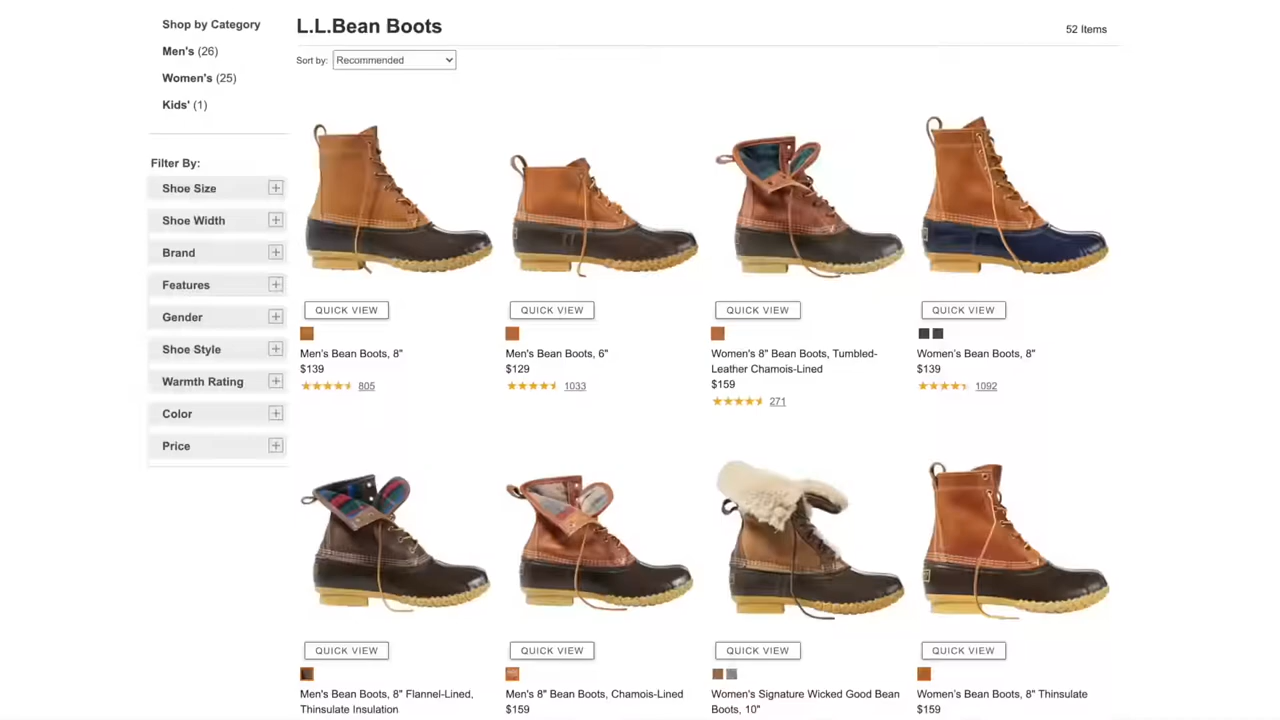 Shop by Category
Men's (26)
Women's (25)
Kids' (1)
Filter By:
Shoe Size
Shoe Width
Brand
Features
Gender
Shoe Style
Warmth Rating
Color
Price
L.L.Bean Boots
52 Items
Sort by: Recommended
QUICK VIEW
Men's Bean Boots, 8"
$139
805
QUICK VIEW
Men's Bean Boots, 6"
$129
1033
QUICK VIEW
Women's 8" Bean Boots, Tumbled-
Leather Chamois-Lined
$159
271
QUICK VIEW
Women's Bean Boots, 8"
$139
1092
QUICK VIEW
Men's Bean Boots, 8" Flannel-Lined,
Thinsulate Insulation
QUICK VIEW
Men's 8" Bean Boots, Chamois-Lined
$159
QUICK VIEW
Women's Signature Wicked Good Bean
Boots, 10"
QUICK VIEW
Women's Bean Boots, 8" Thinsulate
$159